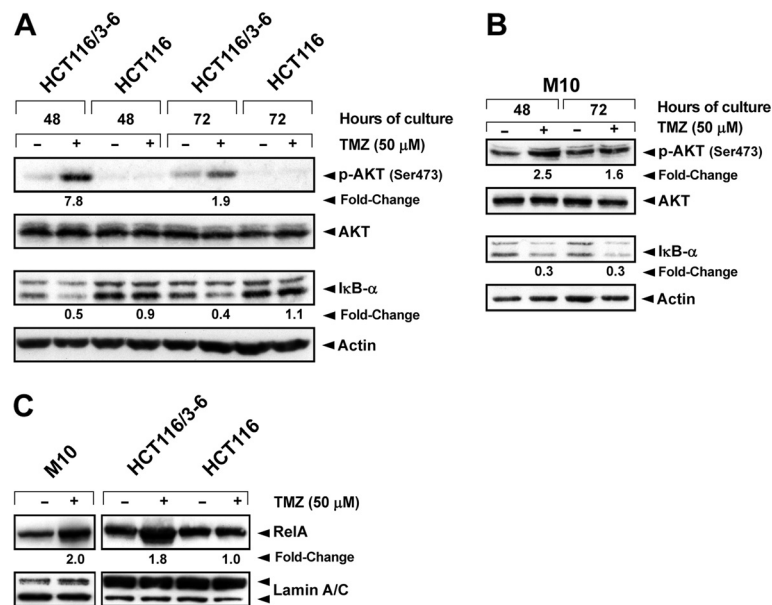 A
HCT116/3-6 HCT116 HCT116/3-6 HCT116
48 48 72 72 Hours of culture
– + – + – + – + TMZ (50 μM)
p-AKT (Ser473)
7.8 1.9 Fold-Change
AKT
IκB-α
0.5 0.9 0.4 1.1 Fold-Change
Actin
B
M10
48 72 Hours of culture
– + – + TMZ (50 μM)
p-AKT (Ser473)
2.5 1.6 Fold-Change
AKT
IκB-α
0.3 0.3 Fold-Change
Actin
C
M10 HCT116/3-6 HCT116
– + – + – + TMZ (50 μM)
RelA
2.0 1.8 1.0 Fold-Change
Lamin A/C